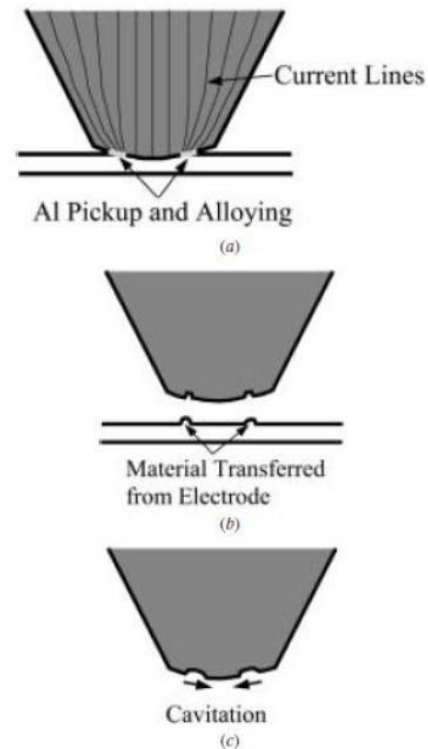 Current Lines
Al Pickup and Alloying
(a)
Material Transferred
from Electrode
(b)
Cavitation
(c)